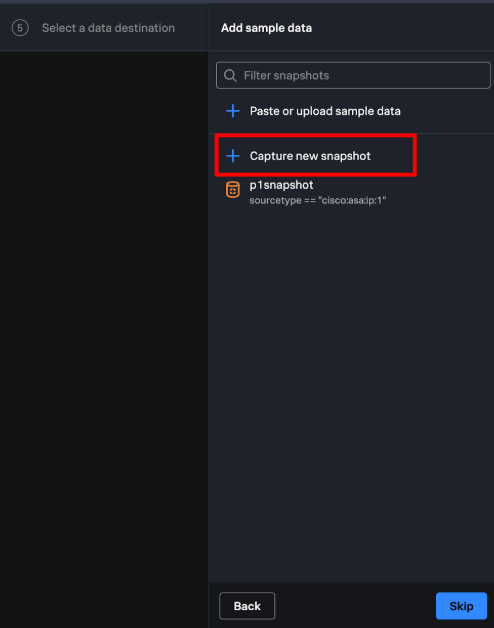 5 Select a data destination
Add sample data
Filter snapshots
Paste or upload sample data
Capture new snapshot
p1snapshot
sourcetype == "cisco:asa:ip:1"
Back
Skip